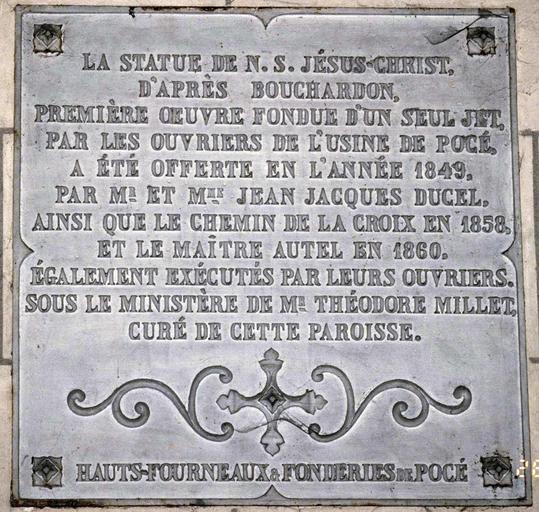 LA STATUE DE N. S. JÉSUS-CHRIST,
D'APRÈS BOUCHARDON,
PREMIÈRE ŒUVRE FONDUE D'UN SEUL JET,
PAR LES OUVRIERS DE L'USINE DE POCÉ,
A ÉTÉ OFFERTE EN L'ANNÉE 1849,
PAR MR ET MME JEAN JACQUES DUCEL,
AINSI QUE LE CHEMIN DE LA CROIX EN 1858,
ET LE MAÎTRE AUTEL EN 1860.
ÉGALEMENT EXÉCUTÉS PAR LEURS OUVRIERS.
SOUS LE MINISTÈRE DE MR THÉODORE MILLET,
CURÉ DE CETTE PAROISSE.
HAUTS-FOURNEAUX & FONDERIES DE POCÉ